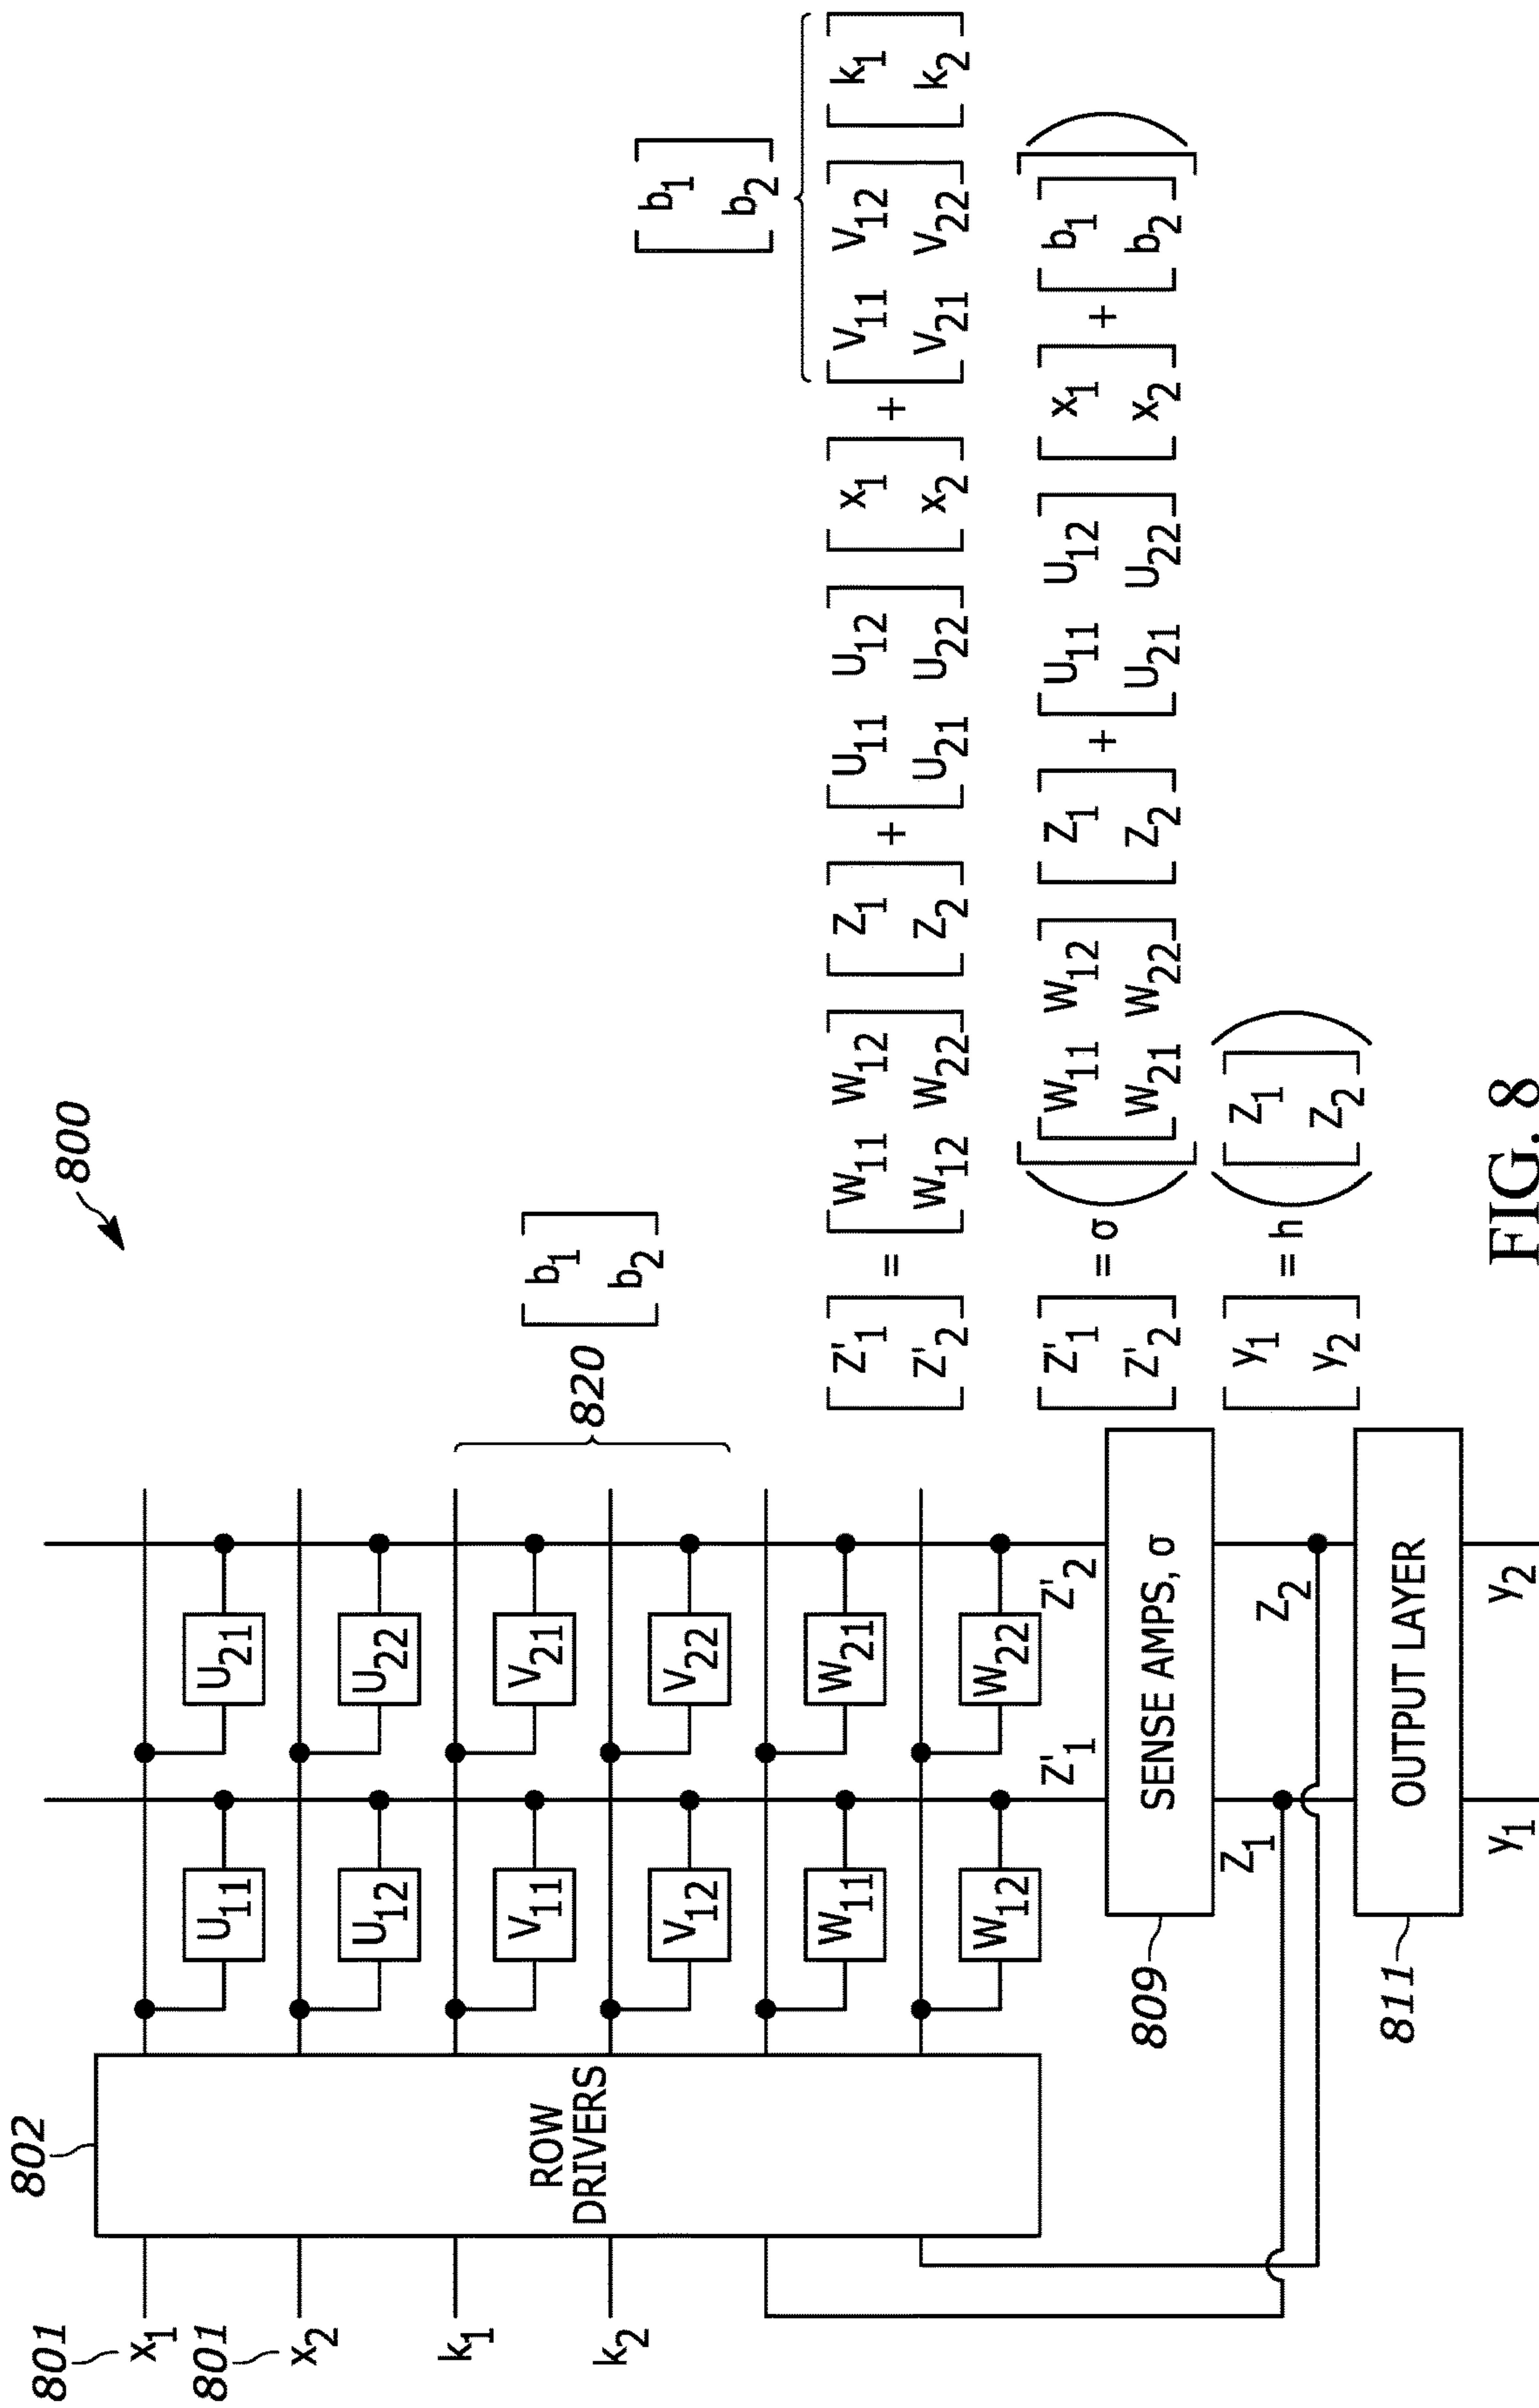 800
802
801
x1
801
x2
k1
k2
ROW
DRIVERS
U11
U21
U12
U22
V11
V21
V12
V22
W11
W21
W12
W22
820
[b1 b2]
Z'1
Z'2
809
SENSE AMPS, σ
Z1
Z2
811
OUTPUT LAYER
y1
y2
[b1 b2]
[Z'1 Z'2] = [W11 W12 W12 W22] [Z1 Z2] + [U11 U12 U21 U22] [x1 x2] + [V11 V12 V21 V22] [k1 k2]
[Z'1 Z'2] = σ ([[W11 W12 W21 W22] [Z1 Z2] + [U11 U12 U21 U22] [x1 x2] + [b1 b2]])
[y1 y2] = h ([Z1 Z2])
FIG. 8